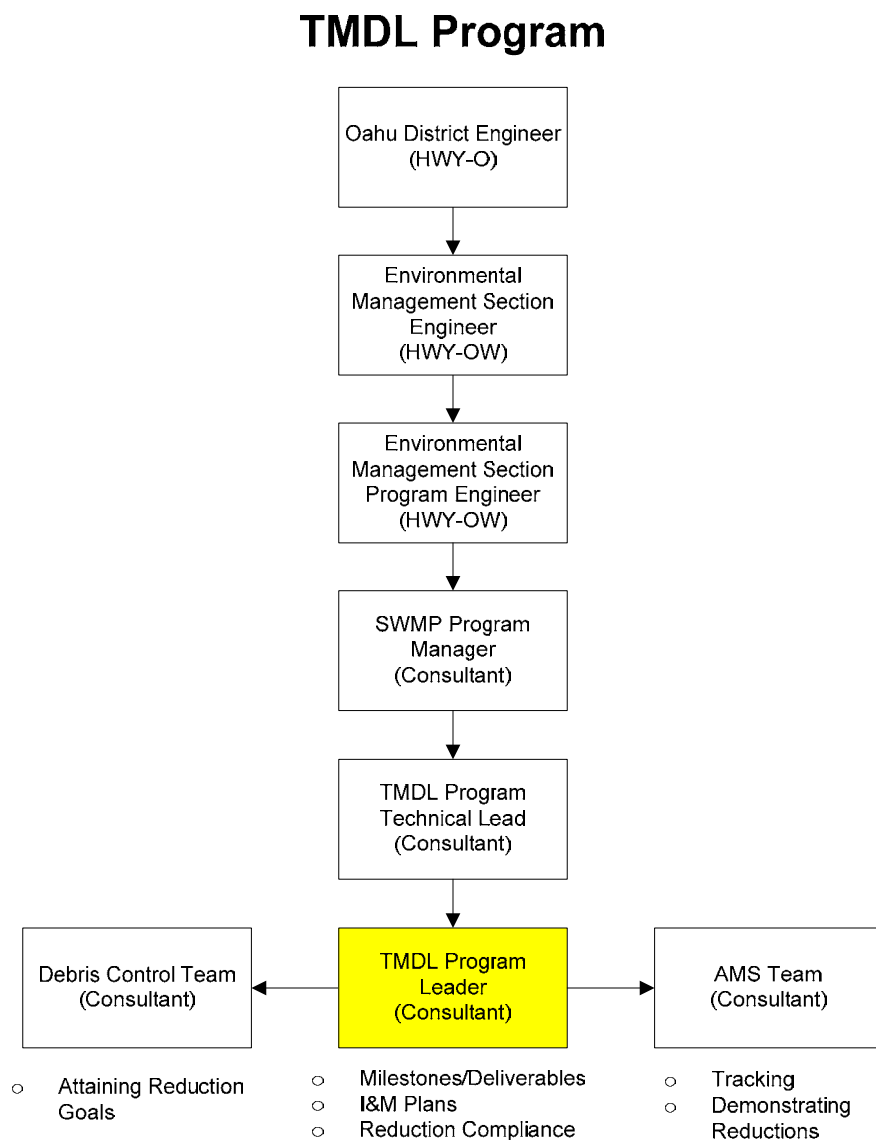 TMDL Program
Oahu District Engineer
(HWY-O)
Environmental
Management Section
Engineer
(HWY-OW)
Environmental
Management Section
Program Engineer
(HWY-OW)
SWMP Program
Manager
(Consultant)
TMDL Program
Technical Lead
(Consultant)
Debris Control Team
(Consultant)
TMDL Program
Leader
(Consultant)
AMS Team
(Consultant)
o Attaining Reduction
Goals
o Milestones/Deliverables
o I&M Plans
o Reduction Compliance
o Tracking
o Demonstrating
Reductions